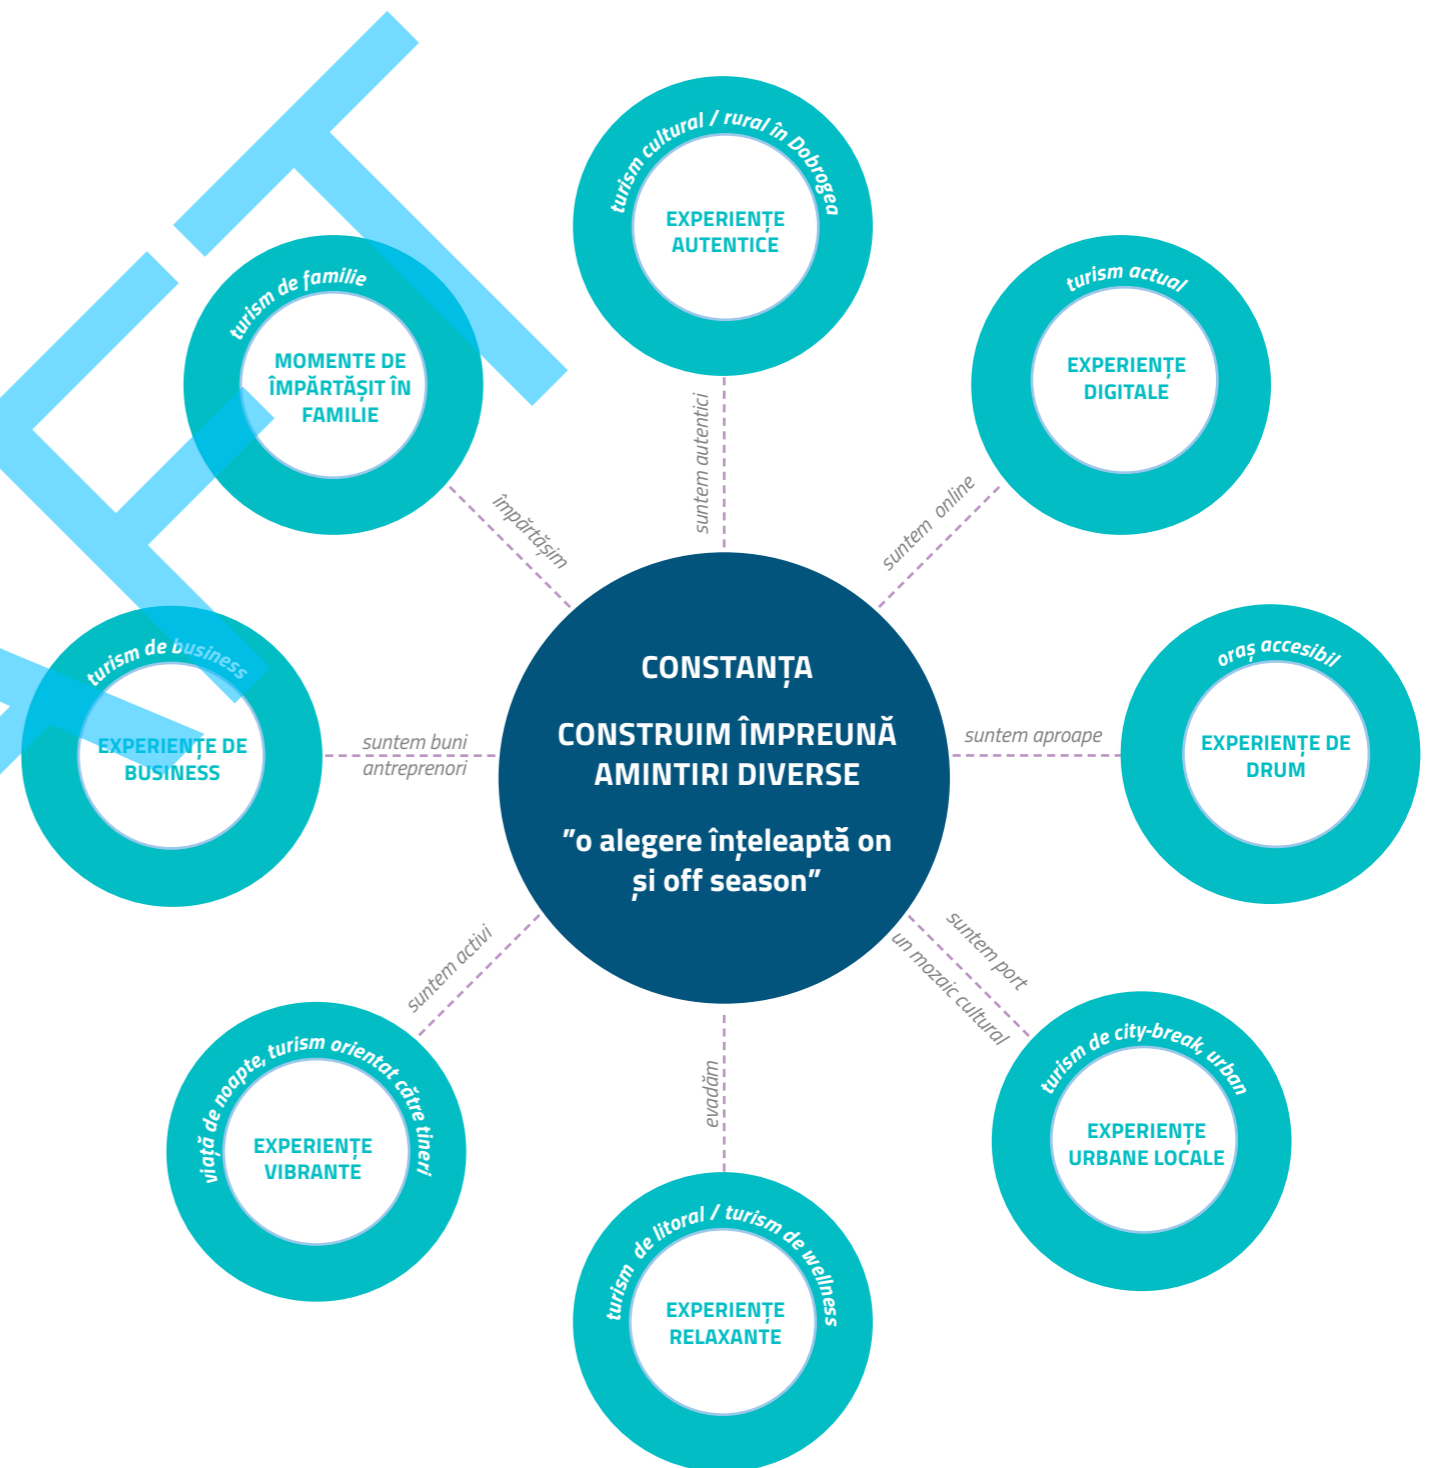 turism cultural / rural în Dobrogea
EXPERIENȚE
AUTENTICE
turism actual
EXPERIENȚE
DIGITALE
turism de familie
MOMENTE DE
ÎMPĂRTĂȘIT ÎN
FAMILIE
suntem autentici
suntem online
împărtășim
oraș accesibil
EXPERIENȚE DE
DRUM
turism de business
EXPERIENȚE DE
BUSINESS
suntem buni
antreprenori
CONSTANȚA
CONSTRUIM ÎMPREUNĂ
AMINTIRI DIVERSE
”o alegere înțeleaptă on
și off season”
suntem aproape
suntem activi
suntem port
un mozaic cultural
evadăm
viață de noapte, turism orientat către tineri
EXPERIENȚE
VIBRANTE
turism de city-break, urban
EXPERIENȚE
URBANE LOCALE
turism de litoral / turism de wellness
EXPERIENȚE
RELAXANTE